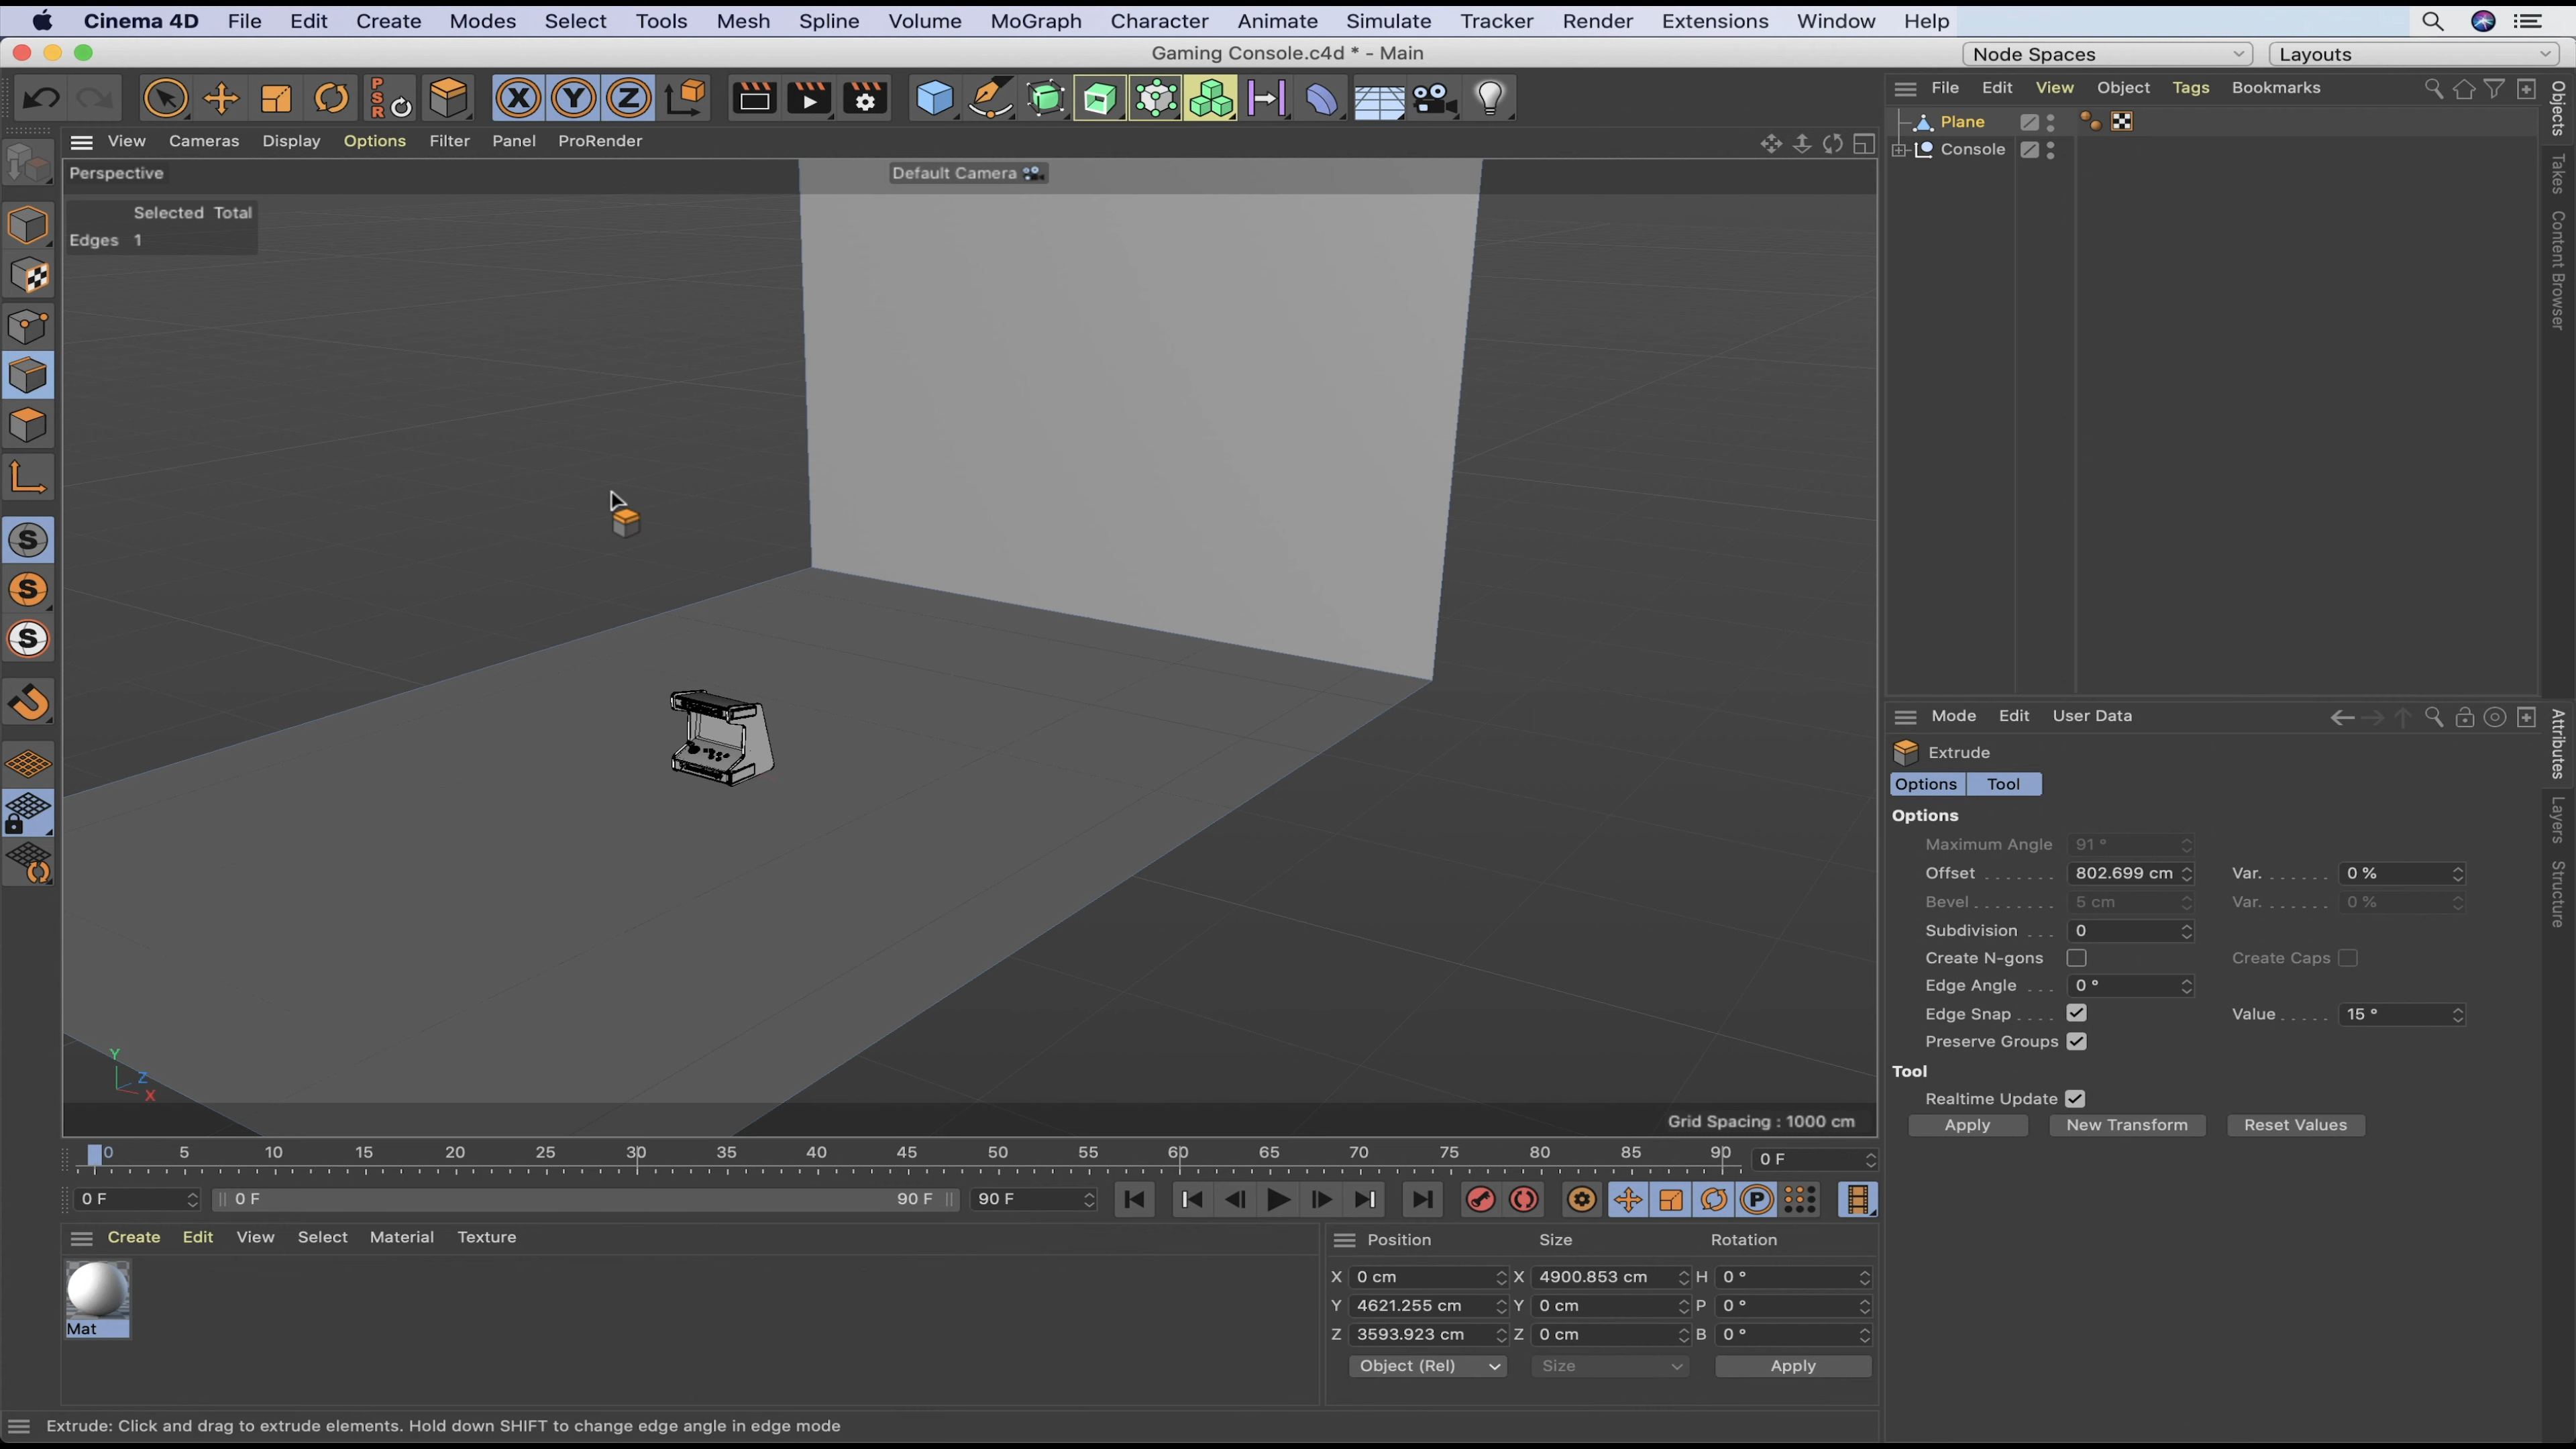 Cinema 4D File Edit Create Modes Select Tools Mesh Spline Volume MoGraph Character Animate Simulate Tracker Render Extensions Window Help
Gaming Console.c4d * - Main
Node Spaces
Layouts
PSR
X Y Z
File Edit View Object Tags Bookmarks
View Cameras Display Options Filter Panel ProRender
Plane
Console
Objects
Takes
Content Browser
Perspective
Default Camera
Selected Total
Edges 1
S
S
S
Y
Z
X
Grid Spacing : 1000 cm
Mode Edit User Data
Attributes
Layers
Structure
Extrude
Options Tool
Options
Maximum Angle 91 °
Offset 802.699 cm Var. 0 %
Bevel 5 cm Var. 0 %
Subdivision 0
Create N-gons Create Caps
Edge Angle 0 °
Edge Snap Value 15 °
Preserve Groups
Tool
Realtime Update
Apply New Transform Reset Values
0 5 10 15 20 25 30 35 40 45 50 55 60 65 70 75 80 85 90 0 F
0 F 0 F 90 F 90 F P
Create Edit View Select Material Texture
Mat
Position Size Rotation
X 0 cm X 4900.853 cm H 0 °
Y 4621.255 cm Y 0 cm P 0 °
Z 3593.923 cm Z 0 cm B 0 °
Object (Rel) Size Apply
Extrude: Click and drag to extrude elements. Hold down SHIFT to change edge angle in edge mode